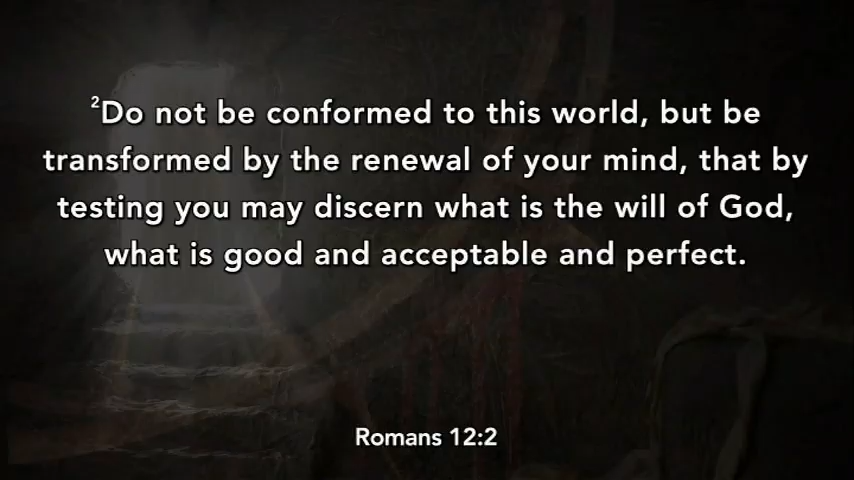 ²Do not be conformed to this world, but be
transformed by the renewal of your mind, that by
testing you may discern what is the will of God,
what is good and acceptable and perfect.
Romans 12:2